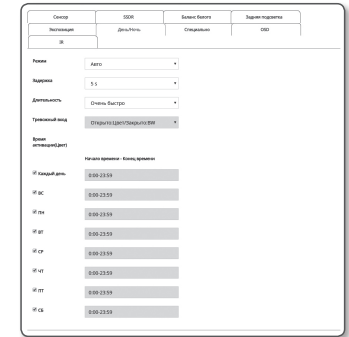 Сенсор SSDR Баланс белого Задняя подсветка
Экспозиция День/Ночь Специально OSD
IR
Режим Авто
Задержка 5 s
Длительность Очень быстро
Тревожный вход Открыто:Цвет/Закрыто:BW
Время
активации(Цвет)
Начало времени - Конец времени
Каждый день 0:00-23:59
ВС 0:00-23:59
ПН 0:00-23:59
ВТ 0:00-23:59
СР 0:00-23:59
ЧТ 0:00-23:59
ПТ 0:00-23:59
СБ 0:00-23:59